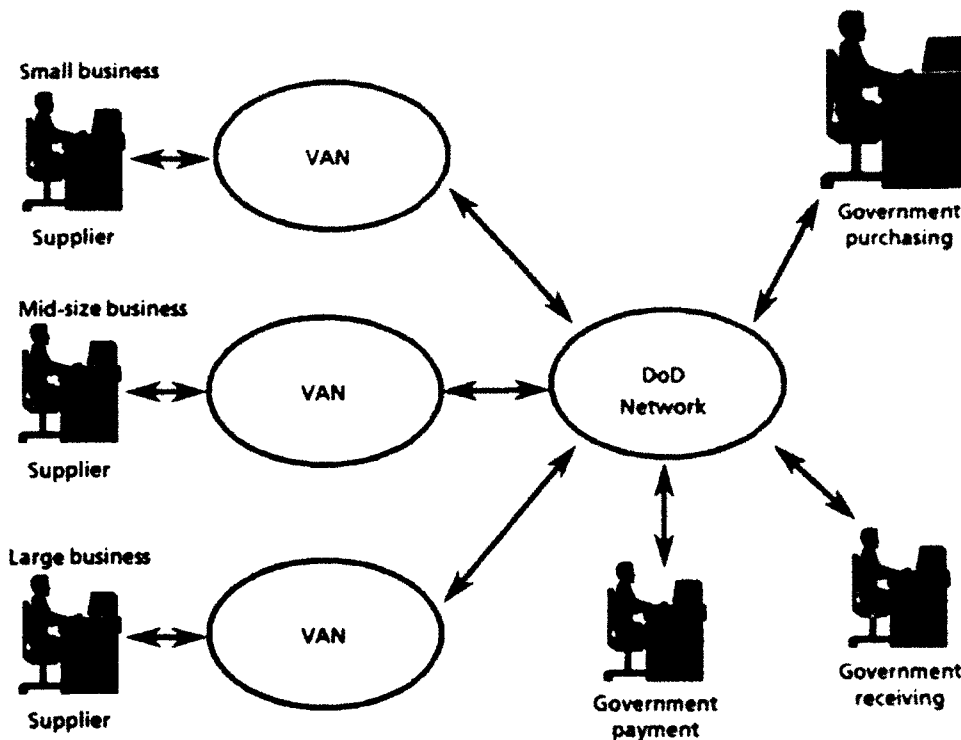 Small business
VAN
Supplier
Government
purchasing
Mid-size business
VAN
Supplier
DoD
Network
Large business
VAN
Supplier
Government
payment
Government
receiving